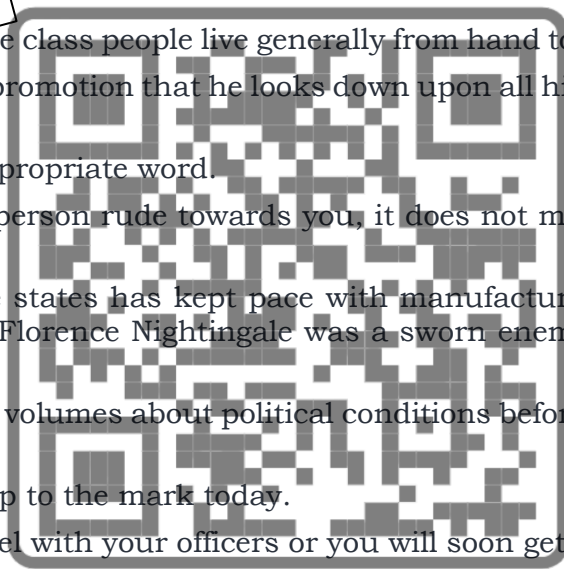 e class people live generally from hand to
promotion that he looks down upon all hi
propriate word.
person rude towards you, it does not m
states has kept pace with manufactur
Florence Nightingale was a sworn enem
volumes about political conditions befor
p to the mark today.
el with your officers or you will soon get